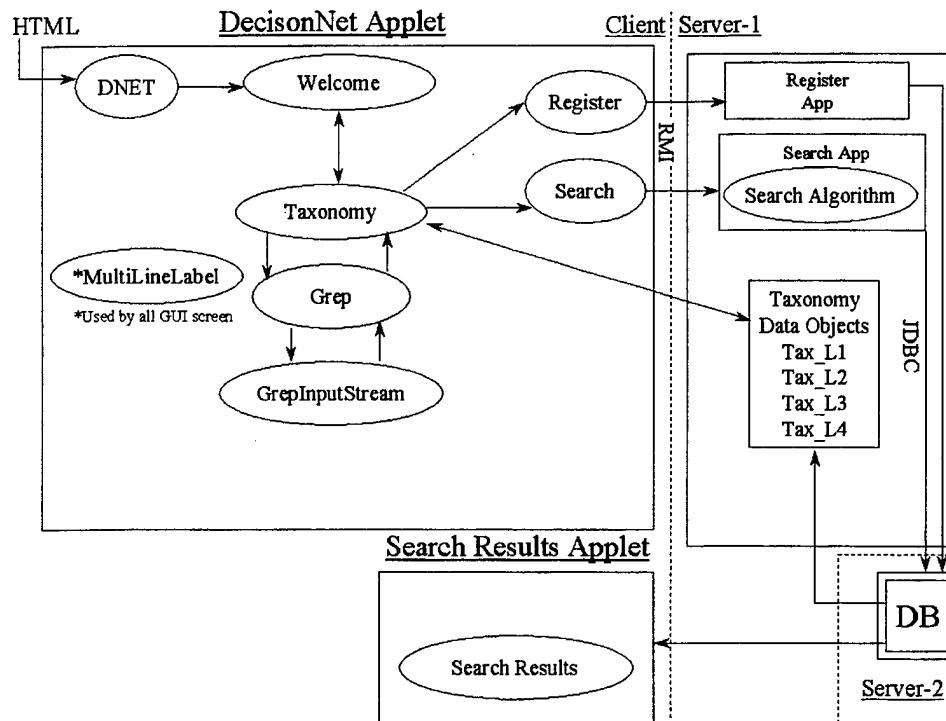 DecisonNet Applet
Client
Server-1
HTML
DNET
Welcome
Register
Register
App
RMI
Search App
Search
Search Algorithm
Taxonomy
*MultiLineLabel
*Used by all GUI screen
Grep
GrepInputStream
Taxonomy
Data Objects
Tax_L1
Tax_L2
Tax_L3
Tax_L4
JDBC
Search Results Applet
Search Results
DB
Server-2